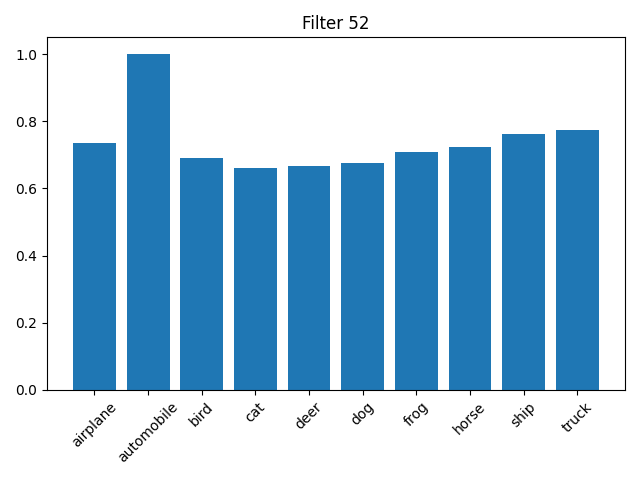 Filter 52
1.0
0.8
0.6
0.4
0.2
0.0
airplane
automobile
bird
cat
deer
dog
frog
horse
ship
truck